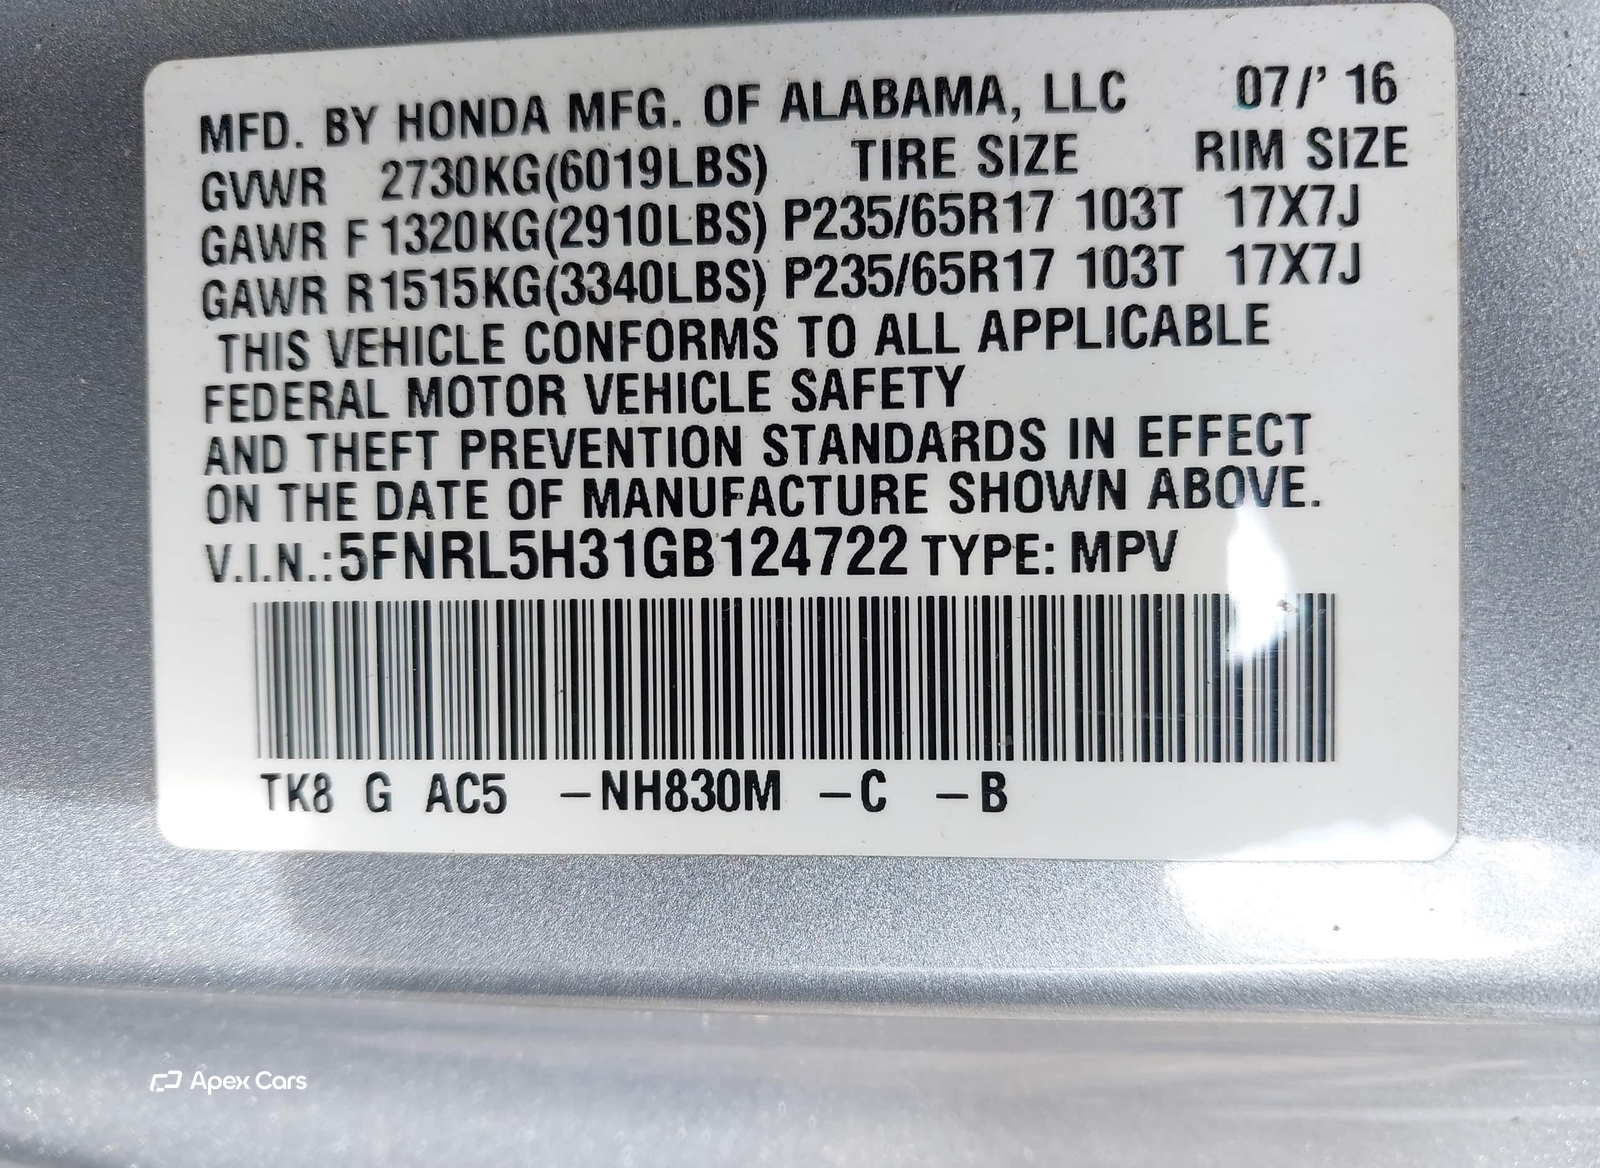 MFD. BY HONDA MFG. OF ALABAMA, LLC 07/' 16
GVWR 2730KG(6019LBS) TIRE SIZE RIM SIZE
GAWR F 1320KG(2910LBS) P235/65R17 103T 17X7J
GAWR R 1515KG(3340LBS) P235/65R17 103T 17X7J
THIS VEHICLE CONFORMS TO ALL APPLICABLE
FEDERAL MOTOR VEHICLE SAFETY
AND THEFT PREVENTION STANDARDS IN EFFECT
ON THE DATE OF MANUFACTURE SHOWN ABOVE.
V.I.N.:5FNRL5H31GB124722 TYPE: MPV
TK8 G AC5 –NH830M –C –B
Apex Cars